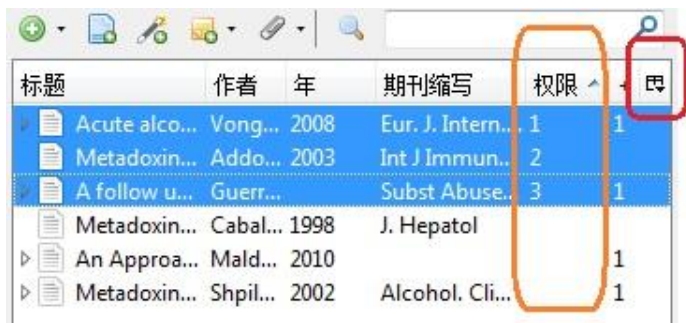 标题 作者 年 期刊缩写 权限
Acute alco... Vong... 2008 Eur. J. Intern... 1 1
Metadoxin... Addo... 2003 Int J Immun... 2
A follow u... Guerr... Subst Abuse... 3 1
Metadoxin... Cabal... 1998 J. Hepatol
An Approa... Mald... 2010 1
Metadoxin... Shpil... 2002 Alcohol. Cli... 1